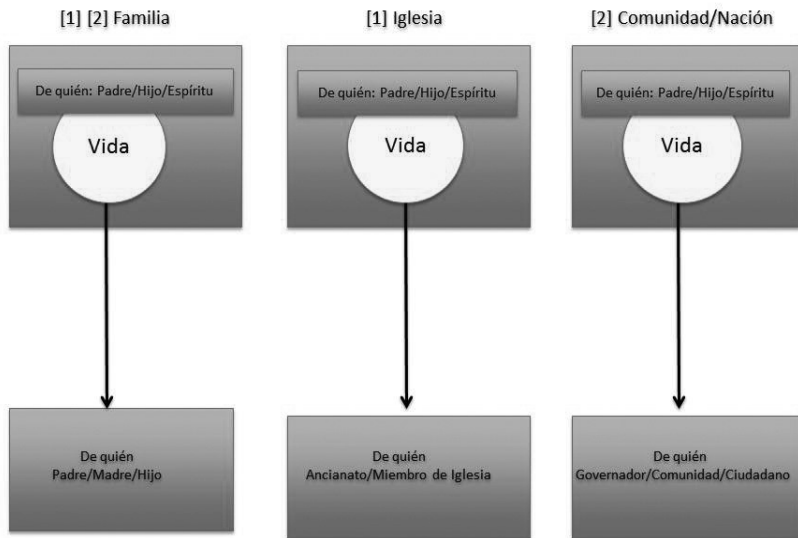 [1] [2] Familia
De quién: Padre/Hijo/Espíritu
Vida
De quién
Padre/Madre/Hijo
[1] Iglesia
De quién: Padre/Hijo/Espíritu
Vida
De quién
Ancianato/Miembro de Iglesia
[2] Comunidad/Nación
De quién: Padre/Hijo/Espíritu
Vida
De quién
Governador/Comunidad/Ciudadano